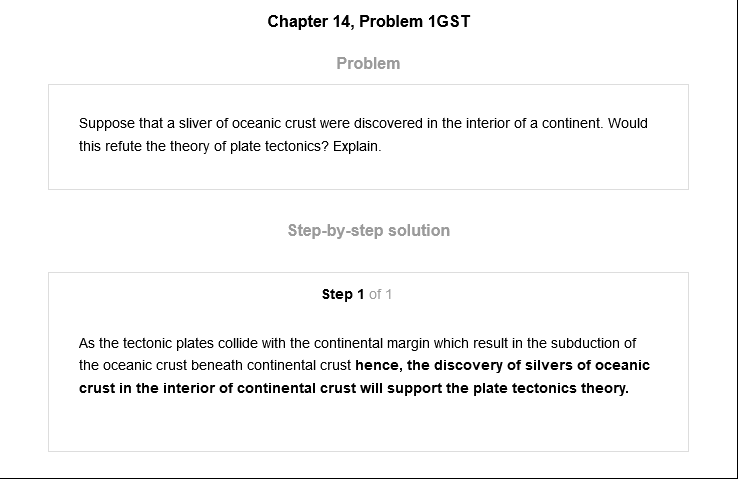 Chapter 14, Problem 1GST
Problem
Suppose that a sliver of oceanic crust were discovered in the interior of a continent. Would
this refute the theory of plate tectonics? Explain.
Step-by-step solution
Step 1 of 1
As the tectonic plates collide with the continental margin which result in the subduction of
the oceanic crust beneath continental crust hence, the discovery of silvers of oceanic
crust in the interior of continental crust will support the plate tectonics theory.